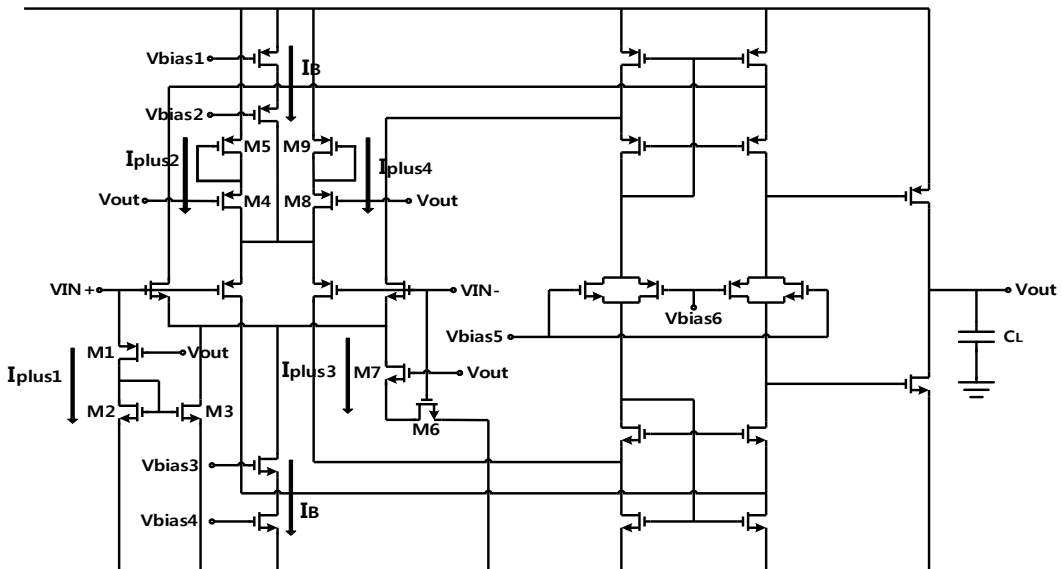 Vbias1
IB
Vbias2
M5
M9
Iplus2
Iplus4
Vout
M4
M8
Vout
VIN+
VIN-
Vout
Vbias6
Vbias5
CL
M1
Vout
Iplus1
Iplus3
M7
Vout
M2
M3
M6
Vbias3
IB
Vbias4